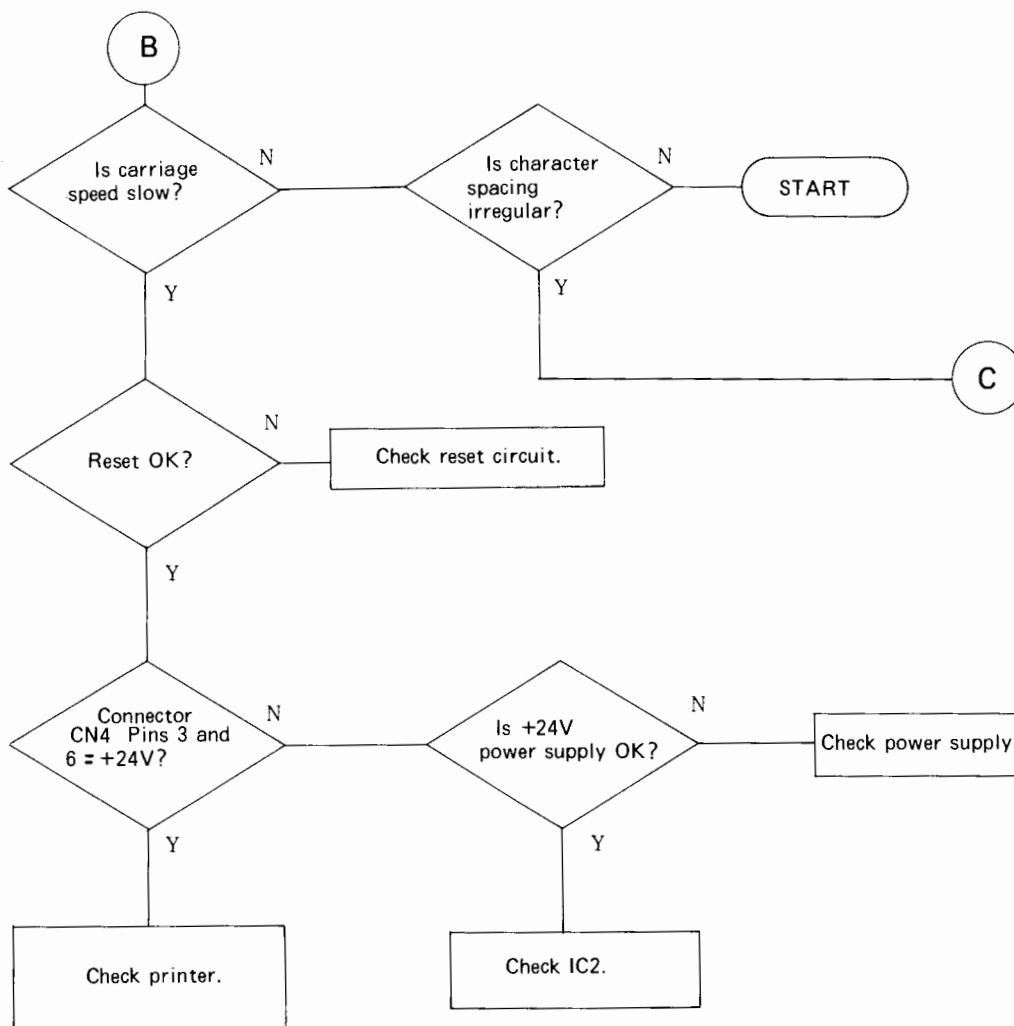 B
Is carriage
speed slow?
N
Is character
spacing
irregular?
N
START
Y
Y
C
Reset OK?
N
Check reset circuit.
Y
Connector
CN4 Pins 3 and
6 = +24V?
N
Is +24V
power supply OK?
N
Check power supply
Y
Y
Check printer.
Check IC2.